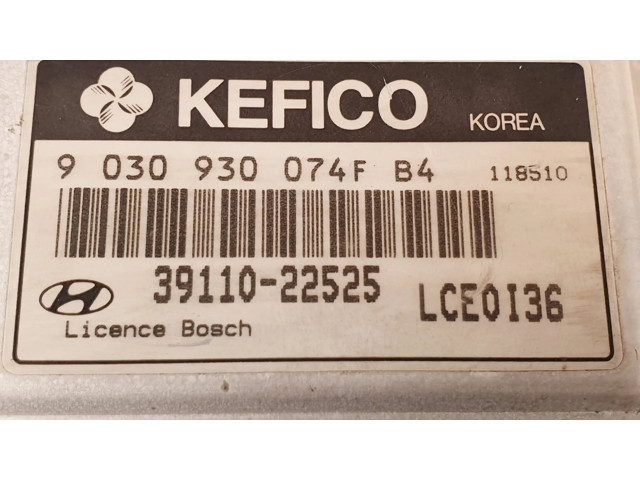 KEFICO KOREA
9 030 930 074F B4 118510
39110-22525 LCE0I36
Licence Bosch